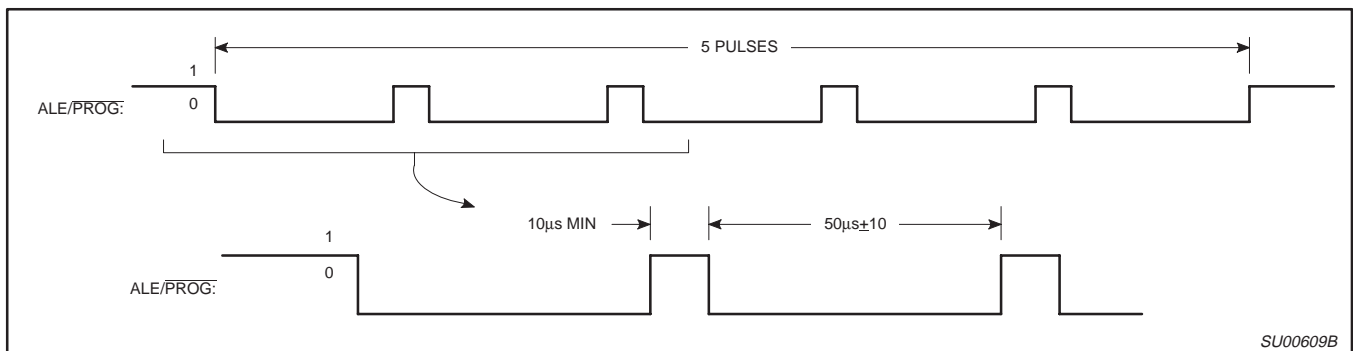 5 PULSES
1
0
ALE/PROG:
10µs MIN
50µs±10
1
0
ALE/PROG:
SU00609B